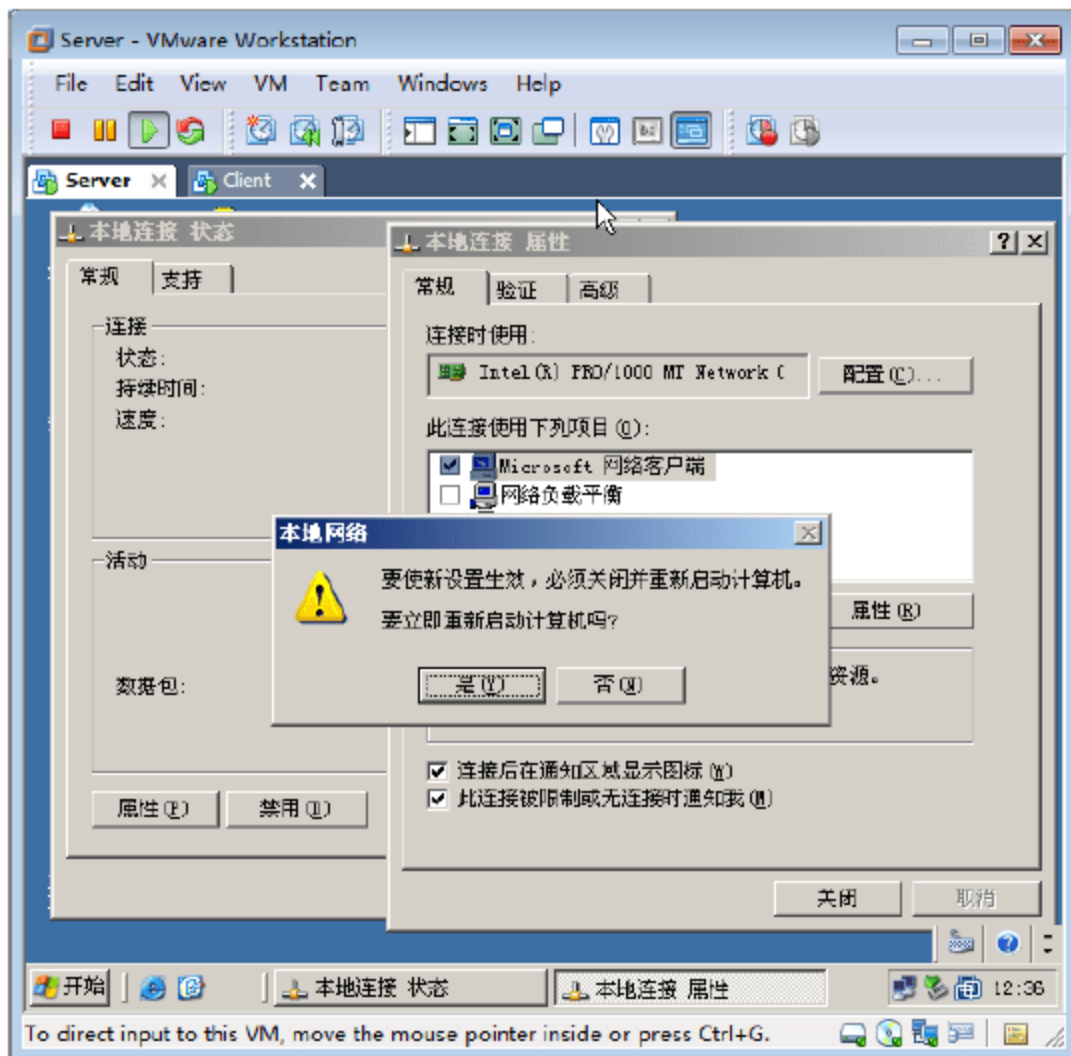 Server - VMware Workstation
File Edit View VM Team Windows Help
Server Client
本地连接 状态
常规 支持
连接
状态:
持续时间:
速度:
活动
数据包:
属性(P) 禁用(D)
本地连接 属性
常规 验证 高级
连接时使用:
Intel(R) PRO/1000 MT Network C
配置(C)...
此连接使用下列项目(O):
Microsoft 网络客户端
网络负载平衡
属性(R)
资源。
连接后在通知区域显示图标(W)
此连接被限制或无连接时通知我(M)
关闭 取消
本地网络
要使新设置生效，必须关闭并重新启动计算机。
要立即重新启动计算机吗?
是(Y) 否(N)
开始 本地连接 状态 本地连接 属性 12:36
To direct input to this VM, move the mouse pointer inside or press Ctrl+G.